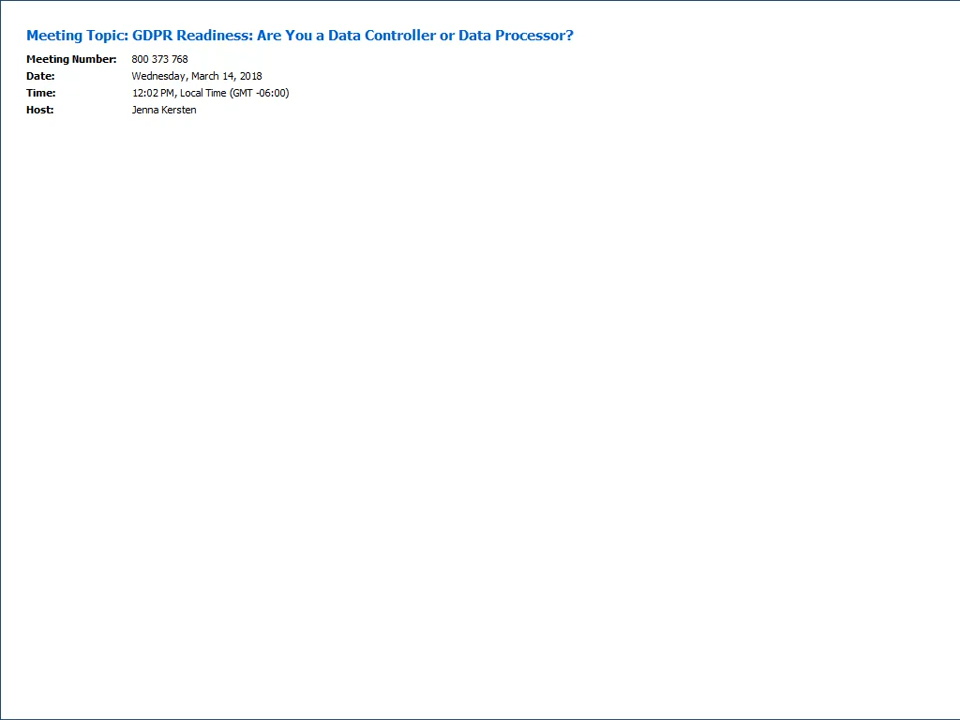 Meeting Topic: GDPR Readiness: Are You a Data Controller or Data Processor?
Meeting Number: 800 373 768
Date: Wednesday, March 14, 2018
Time: 12:02 PM, Local Time (GMT -06:00)
Host: Jenna Kersten